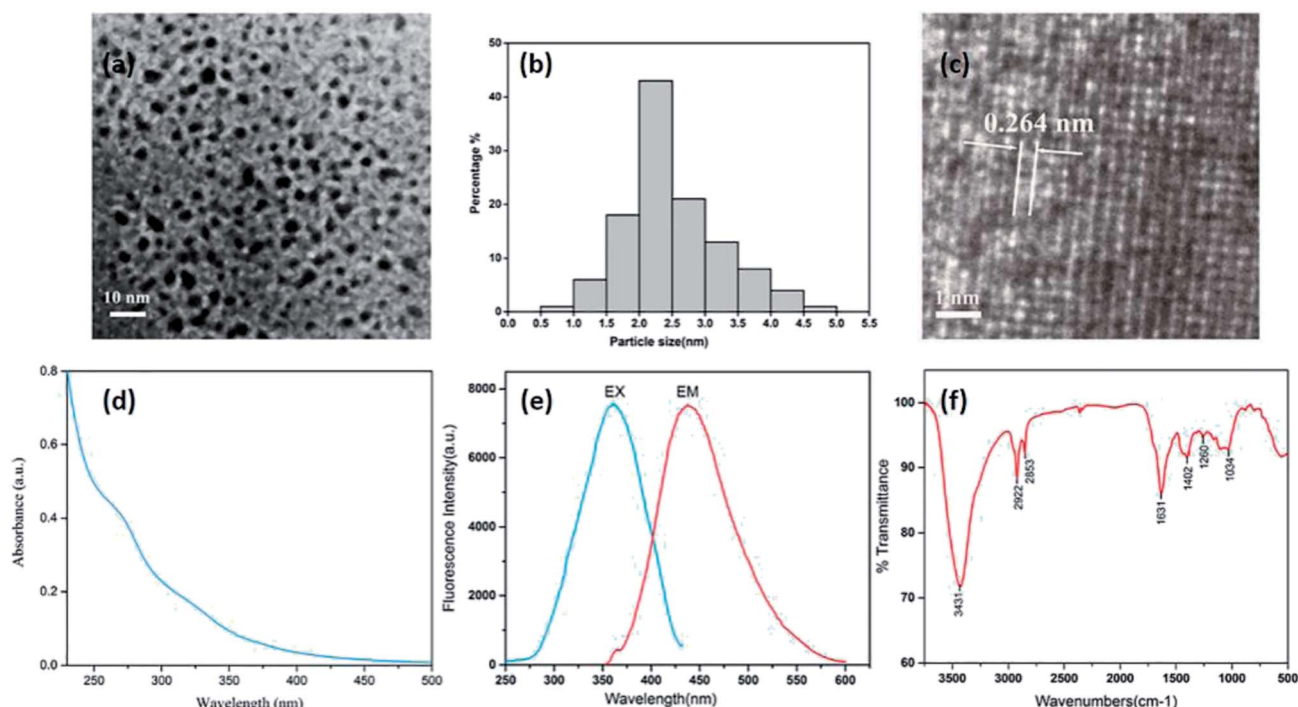 (a)
10 nm
(b)
Percentage %
50
40
30
20
10
0
0.0 0.5 1.0 1.5 2.0 2.5 3.0 3.5 4.0 4.5 5.0 5.5
Particle size(nm)
(c)
0.264 nm
1 nm
(d)
Absorbance (a.u.)
0.8
0.6
0.4
0.2
0.0
250 300 350 400 450 500
Wavelength (nm)
(e)
EX EM
Fluorescence Intensity(a.u.)
8000
6000
4000
2000
0
250 300 350 400 450 500 550 600
Wavelength(nm)
(f)
% Transmittance
100
90
80
70
60
3431
2922
2853
1631
1402
1260
1034
3500 3000 2500 2000 1500 1000 500
Wavenumbers(cm-1)